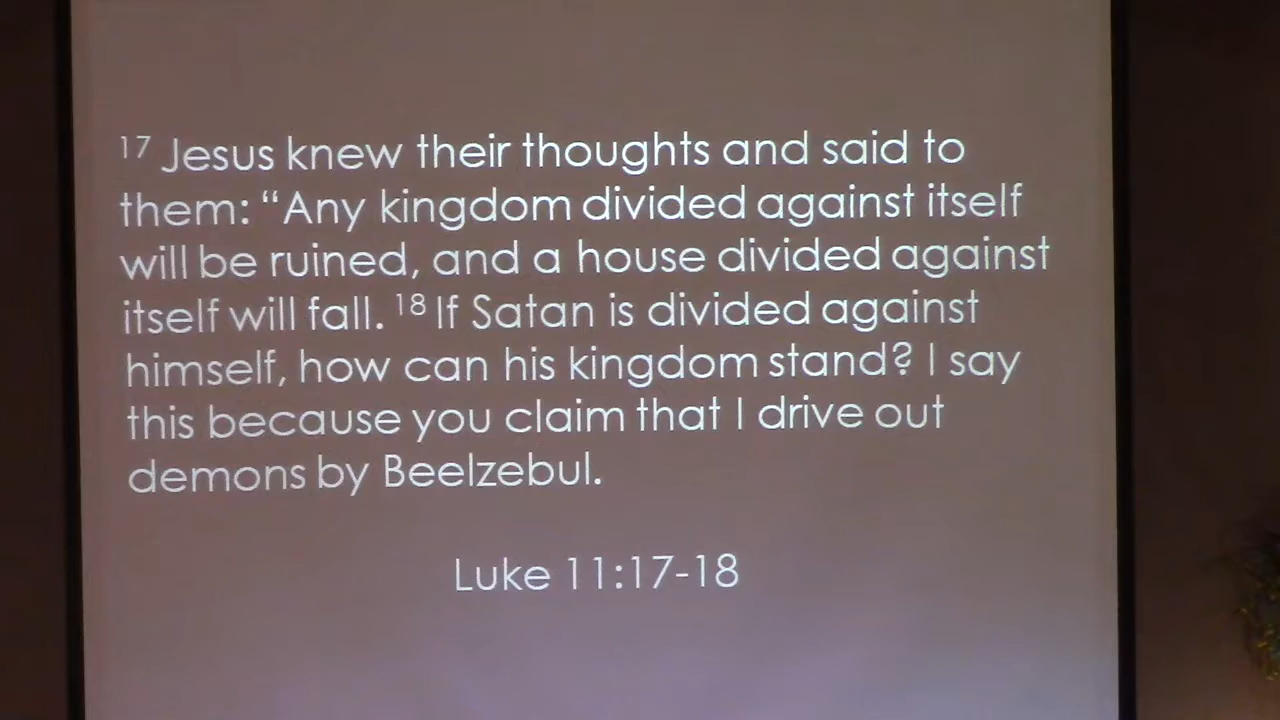 17 Jesus knew their thoughts and said to
them: “Any kingdom divided against itself
will be ruined, and a house divided against
itself will fall. 18 If Satan is divided against
himself, how can his kingdom stand? I say
this because you claim that I drive out
demons by Beelzebul.
Luke 11:17-18